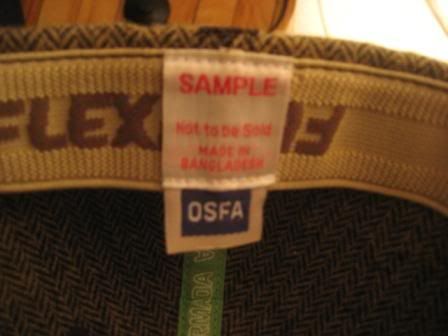 SAMPLE
FLEX
Not to be Sold
MADE IN
BANGLADESH
OSFA